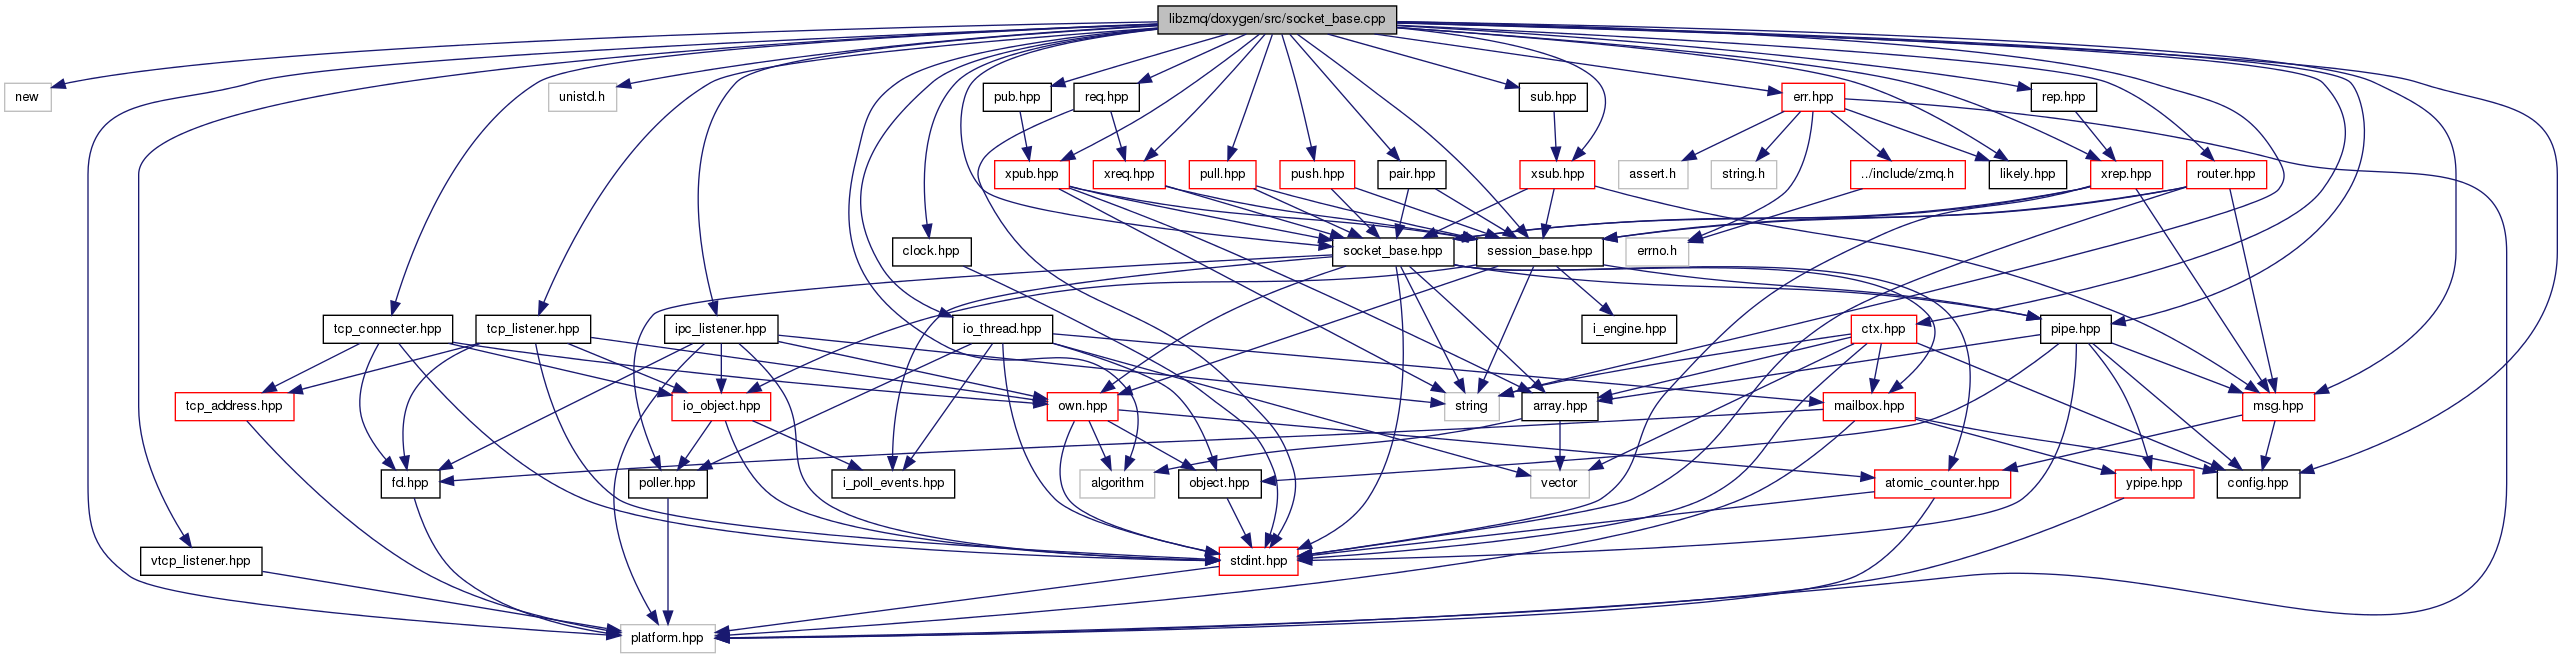 libzmq/doxygen/src/socket_base.cpp
new
unistd.h
pub.hpp
req.hpp
sub.hpp
err.hpp
rep.hpp
xpub.hpp
xreq.hpp
pull.hpp
push.hpp
pair.hpp
xsub.hpp
assert.h
string.h
../include/zmq.h
likely.hpp
xrep.hpp
router.hpp
clock.hpp
socket_base.hpp
session_base.hpp
errno.h
tcp_connecter.hpp
tcp_listener.hpp
ipc_listener.hpp
io_thread.hpp
i_engine.hpp
ctx.hpp
pipe.hpp
tcp_address.hpp
io_object.hpp
own.hpp
string
array.hpp
mailbox.hpp
msg.hpp
fd.hpp
poller.hpp
i_poll_events.hpp
algorithm
object.hpp
vector
atomic_counter.hpp
ypipe.hpp
config.hpp
vtcp_listener.hpp
stdint.hpp
platform.hpp